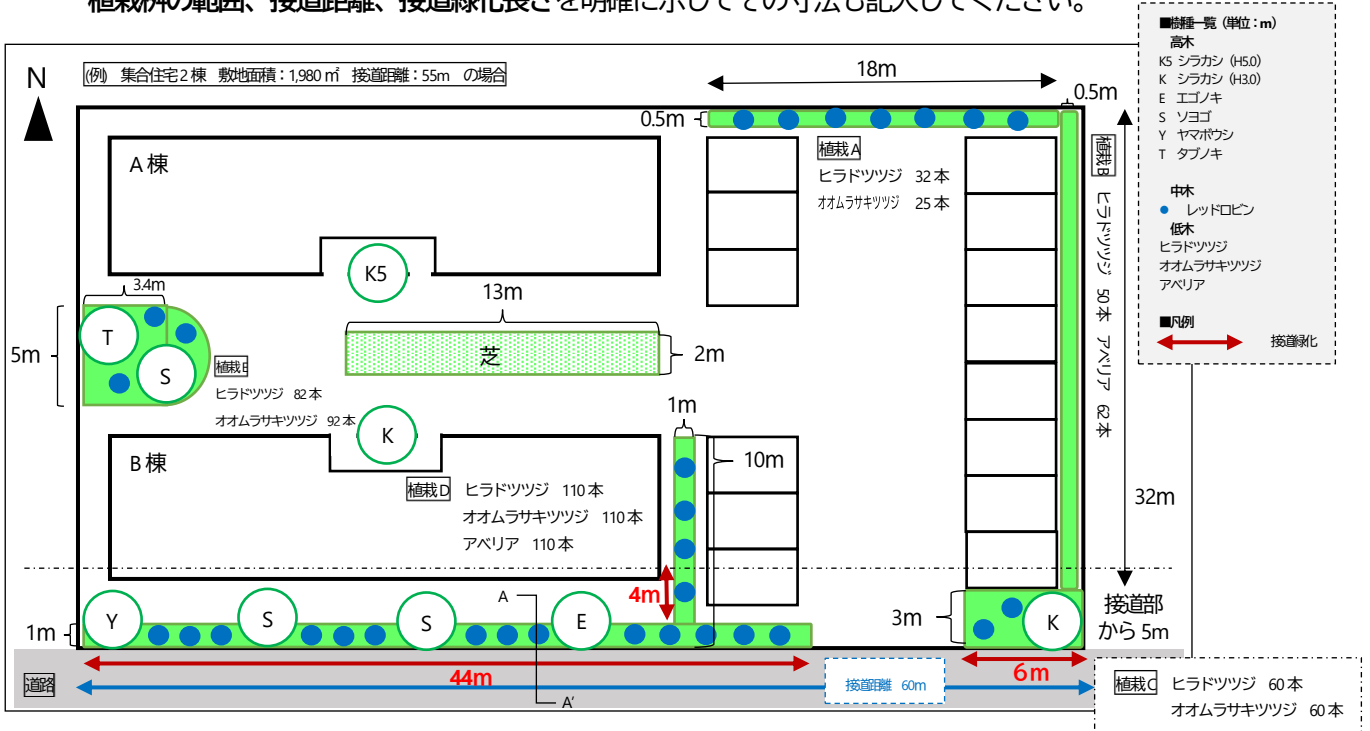 植栽桝の範囲、接道距離、接道緑化長さを明確に示してその寸法も記入してください。
■樹種一覧（単位：m）
高木
K5 シラカシ（H5.0）
K シラカシ（H3.0）
E エゴノキ
S ソヨゴ
Y ヤマボウシ
T タブノキ
中木
レッドロビン
低木
ヒラドツツジ
オオムラサキツツジ
アベリア
■凡例
接道緑化
N
(例) 集合住宅2棟 敷地面積：1,980㎡ 接道距離：55m の場合
18m
0.5m
0.5m
A棟
植栽A
ヒラドツツジ 32本
オオムラサキツツジ 25本
植栽B ヒラドツツジ 50本 アベリア 62本
K5
3.4m
13m
T
5m
S
芝
2m
植栽E
ヒラドツツジ 82本
オオムラサキツツジ 92本
K
1m
B棟
10m
植栽D ヒラドツツジ 110本
オオムラサキツツジ 110本
アベリア 110本
32m
4m
A
接道部
から5m
1m
Y
S
S
E
3m
K
44m
6m
道路
接道距離 60m
A’
植栽C ヒラドツツジ 60本
オオムラサキツツジ 60本